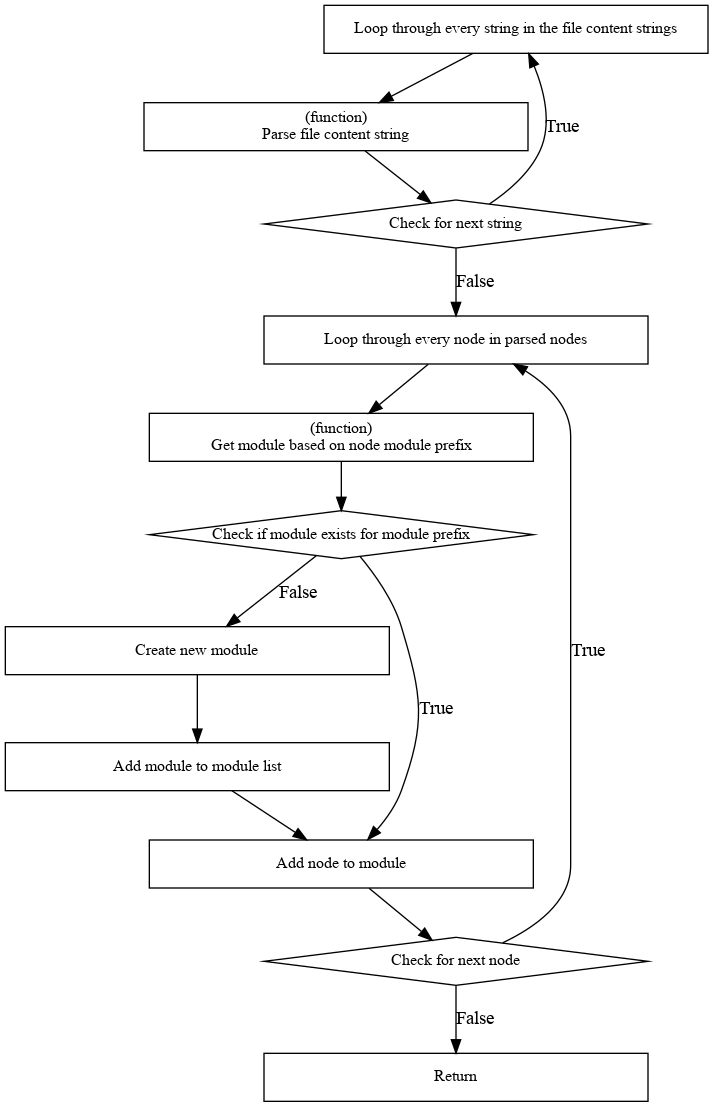 Loop through every string in the file content strings
(function)
Parse file content string
True
Check for next string
False
Loop through every node in parsed nodes
(function)
Get module based on node module prefix
Check if module exists for module prefix
False
Create new module
True
True
Add module to module list
Add node to module
Check for next node
False
Return